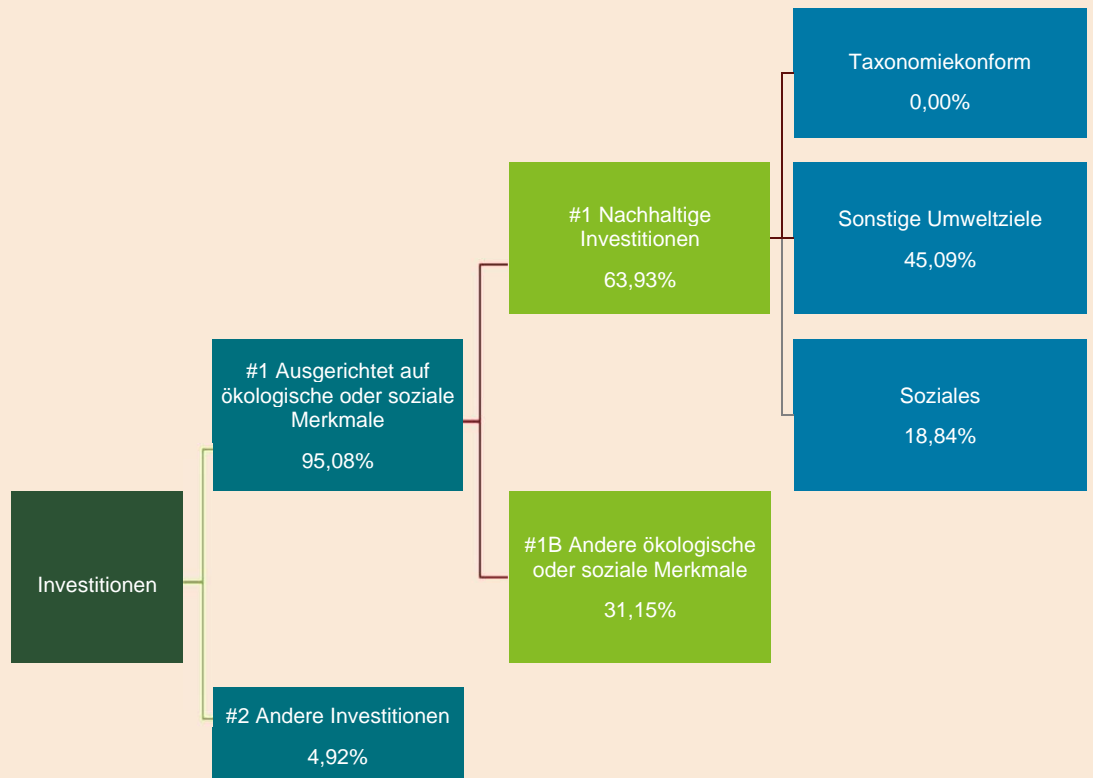 Taxonomiekonform
0,00%
#1 Nachhaltige
Investitionen
63,93%
Sonstige Umweltziele
45,09%
#1 Ausgerichtet auf
ökologische oder soziale
Merkmale
95,08%
Soziales
18,84%
Investitionen
#1B Andere ökologische
oder soziale Merkmale
31,15%
#2 Andere Investitionen
4,92%